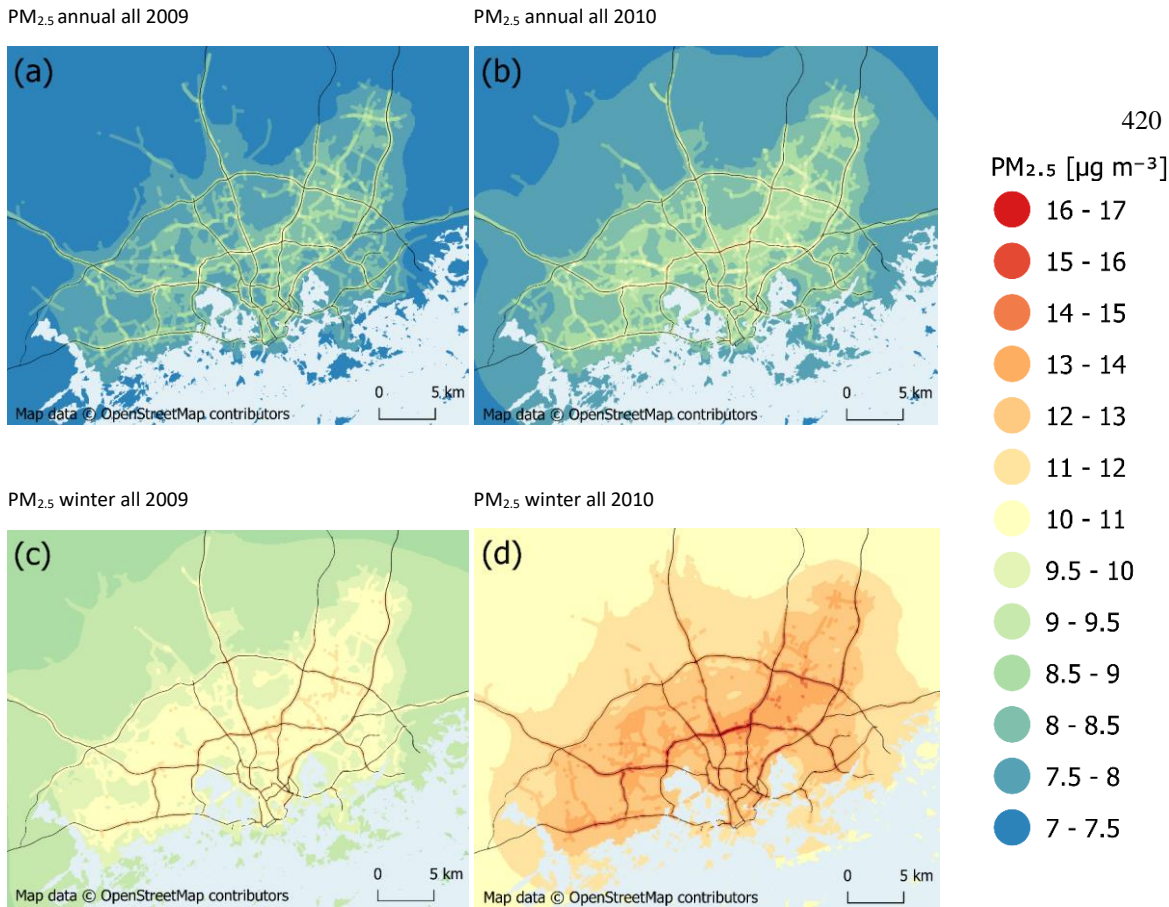 PM₂.₅ annual all 2009
PM₂.₅ annual all 2010
(a)
(b)
0 5 km
Map data © OpenStreetMap contributors
0 5 km
Map data © OpenStreetMap contributors
PM₂.₅ winter all 2009
PM₂.₅ winter all 2010
(c)
(d)
0 5 km
Map data © OpenStreetMap contributors
0 5 km
Map data © OpenStreetMap contributors
420
PM₂.₅ [µg m⁻³]
16 - 17
15 - 16
14 - 15
13 - 14
12 - 13
11 - 12
10 - 11
9.5 - 10
9 - 9.5
8.5 - 9
8 - 8.5
7.5 - 8
7 - 7.5